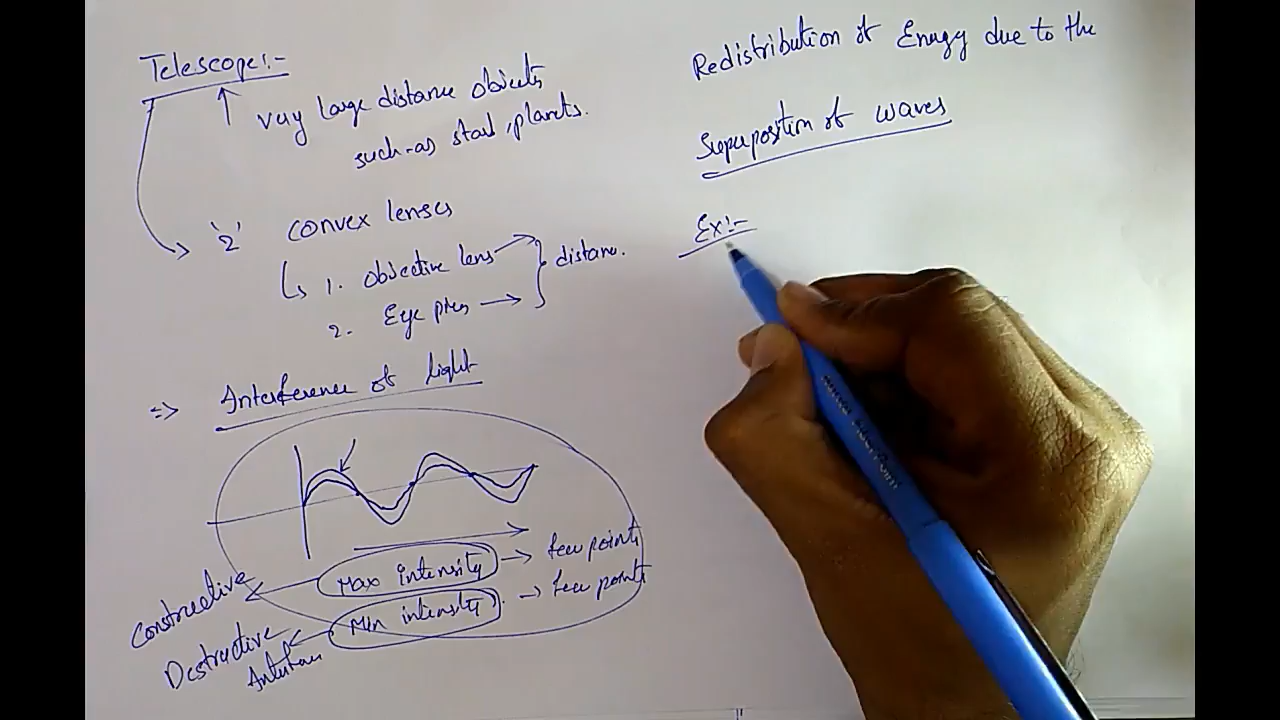 Telescope:-
very large distance objects
such-as stars, planets.
'2' convex lenses
1. Objective lens
distance.
2. Eye piece
=> Interference of light
Max intensity → few points
Min intensity → few points
Constructive
Destructive
Redistribution of Energy due to the
Superposition of waves
Ex:-